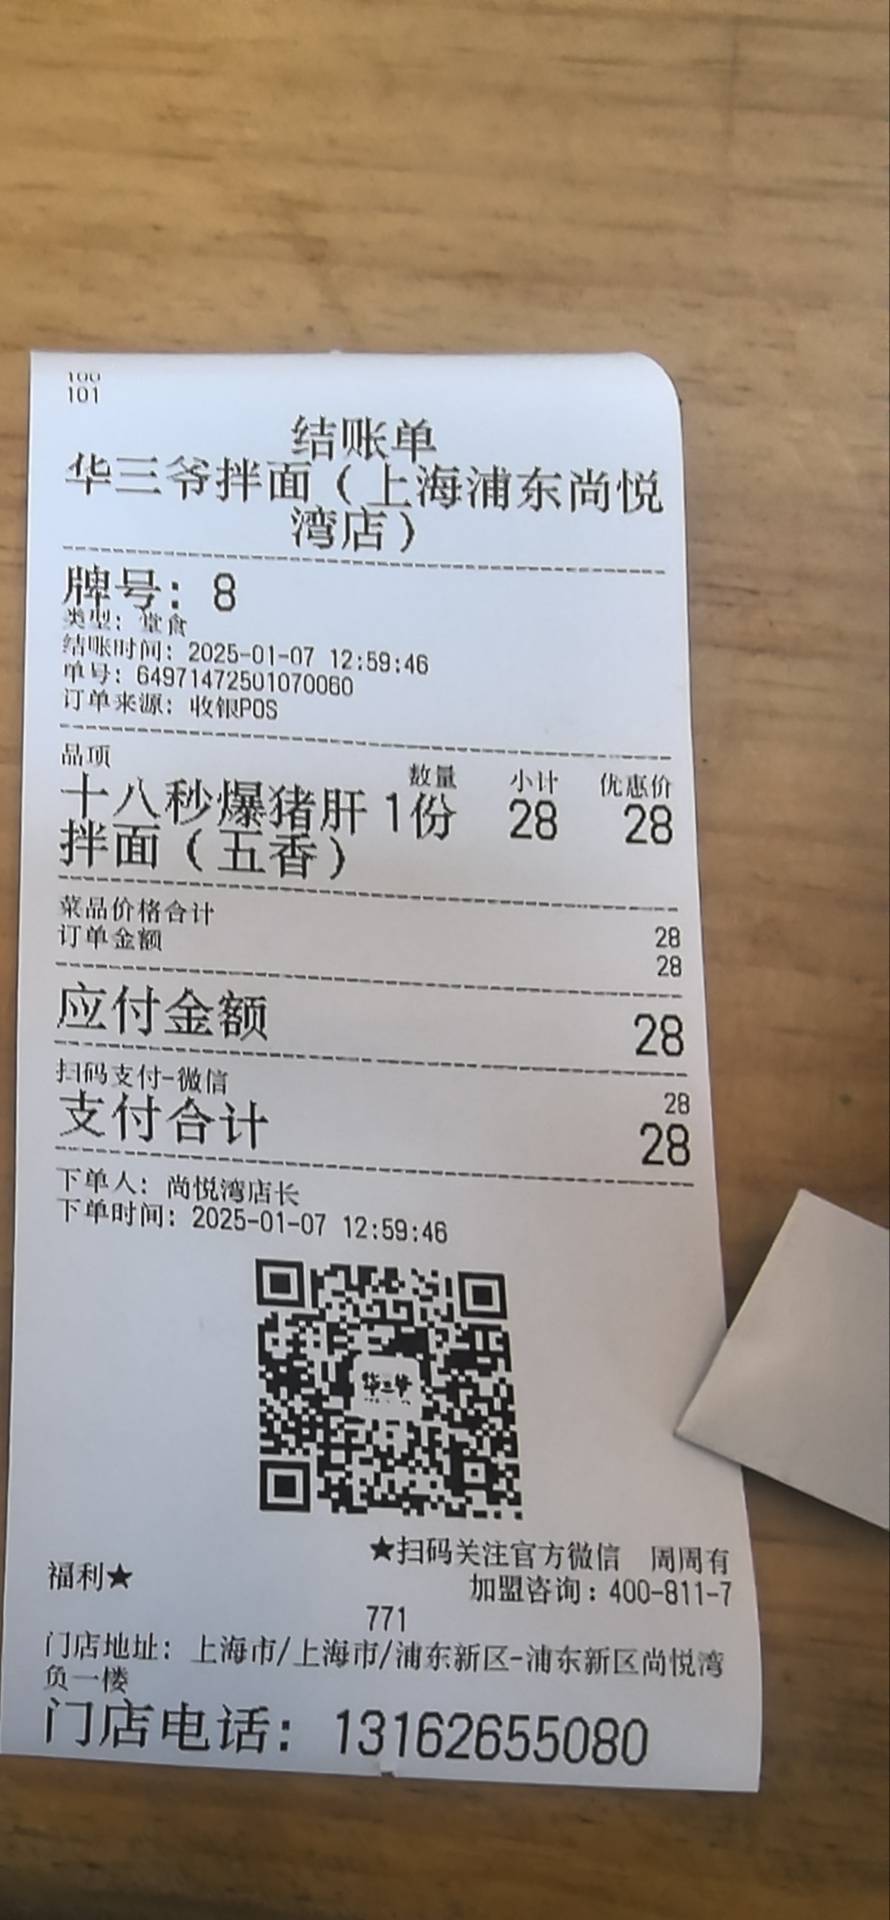 100
101
结账单
华三爷拌面（上海浦东尚悦
湾店）
牌号：8
类型：堂食
结账时间：2025-01-07 12:59:46
单号：64971472501070060
订单来源：收银POS
品项 数量 小计 优惠价
十八秒爆猪肝 1份 28 28
拌面（五香）
菜品价格合计 28
订单金额 28
应付金额 28
扫码支付-微信 28
支付合计 28
下单人：尚悦湾店长
下单时间：2025-01-07 12:59:46
华三爷
★扫码关注官方微信 周周有
福利★ 加盟咨询：400-811-7
771
门店地址：上海市/上海市/浦东新区-浦东新区尚悦湾
负一楼
门店电话：13162655080